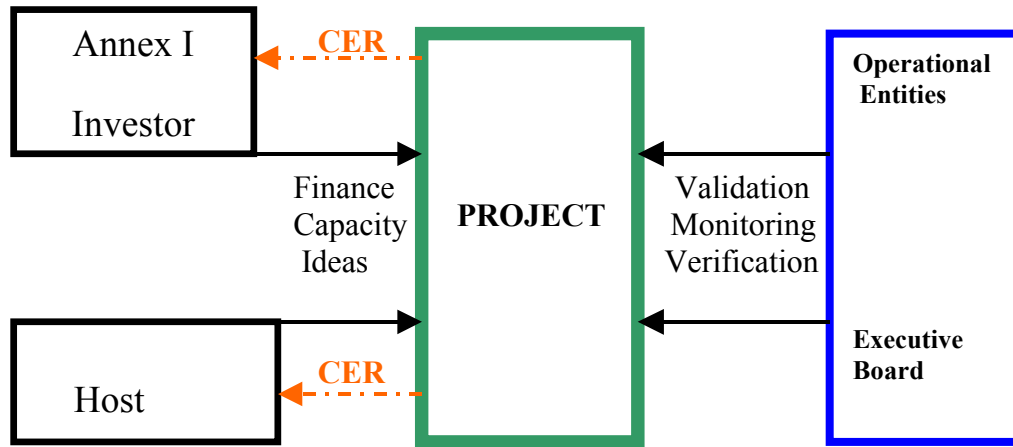 Annex I
Investor
CER
Finance
Capacity
Ideas
Host
CER
PROJECT
Validation
Monitoring
Verification
Operational
Entities
Executive
Board